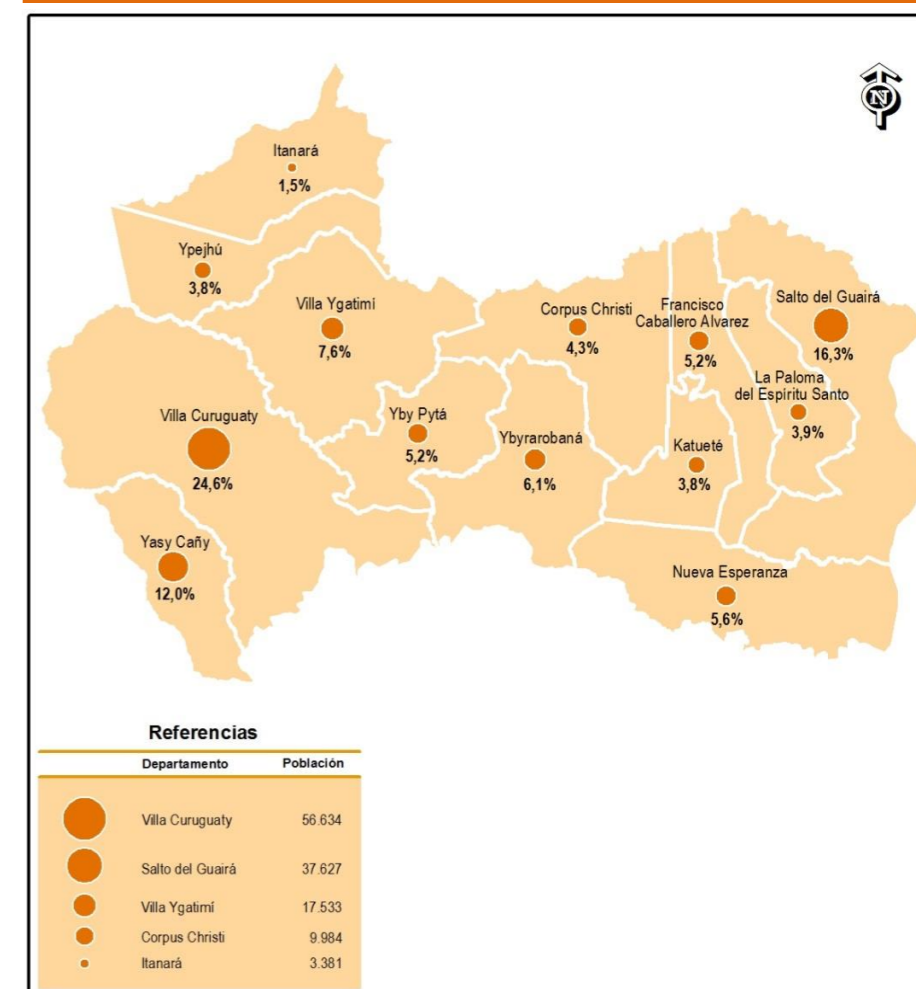 N
Itanará
1,5%
Ypejhú
3,8%
Villa Ygatimí
7,6%
Corpus Christi
4,3%
Francisco
Caballero Alvarez
5,2%
Salto del Guairá
16,3%
La Paloma
del Espíritu Santo
3,9%
Villa Curuguaty
24,6%
Yby Pytá
5,2%
Ybyrarobaná
6,1%
Katueté
3,8%
Yasy Cañy
12,0%
Nueva Esperanza
5,6%
Referencias
Departamento Población
Villa Curuguaty 56.634
Salto del Guairá 37.627
Villa Ygatimí 17.533
Corpus Christi 9.984
Itanará 3.381